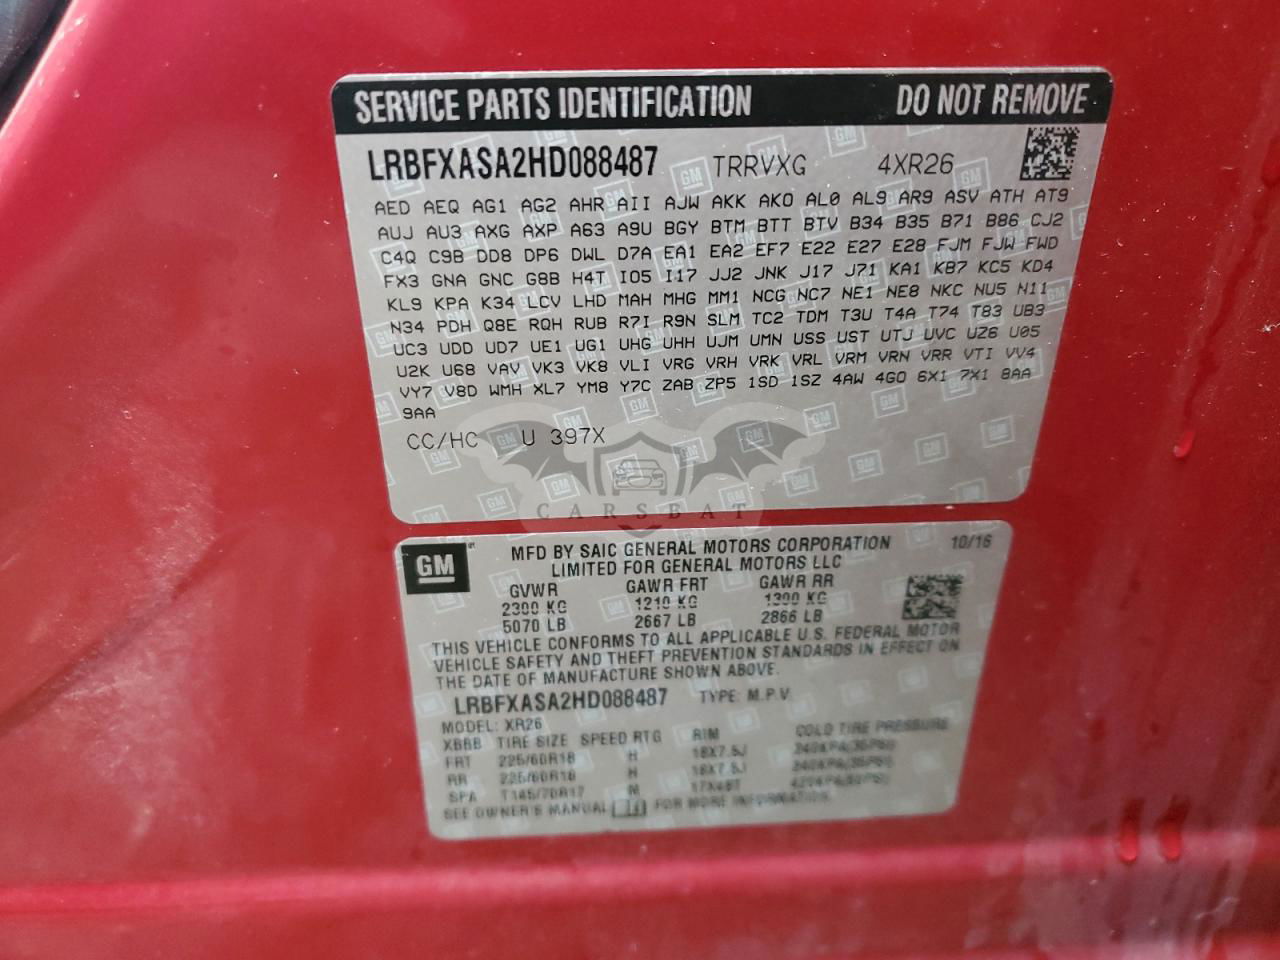 SERVICE PARTS IDENTIFICATION DO NOT REMOVE
LRBFXASA2HD088487 TRRVXG 4XR26
AED AEQ AG1 AG2 AHR AII AJW AKK AKO AL0 AL9 AR9 ASV ATH AT9
AUJ AU3 AXG AXP A63 A9U BGY BTM BTT BTV B34 B35 B71 B86 CJ2
C4Q C9B DD8 DP6 DWL D7A EA1 EA2 EF7 E22 E27 E28 FJM FJW FWD
FX3 GNA GNC G8B H4T IO5 I17 JJ2 JNK J17 J71 KA1 KB7 KC5 KD4
KL9 KPA K34 LCV LHD MAH MHG MM1 NCG NC7 NE1 NE8 NKC NU5 N11
N34 PDH Q8E RQH RUB R7I R9N SLM TC2 TDM T3U T4A T74 T83 UB3
UC3 UDD UD7 UE1 UG1 UHG UHH UJM UMN USS UST UTJ UVC UZ6 U05
U2K U68 VAV VK3 VK8 VLI VRG VRH VRK VRL VRM VRN VRR VTI VV4
VY7 V8D WMH XL7 YM8 Y7C ZAB ZP5 1SD 1SZ 4AW 4GO 6X1 7X1 8AA
9AA
CC/HC U 397X
CARSBAT
GM MFD BY SAIC GENERAL MOTORS CORPORATION 10/16
LIMITED FOR GENERAL MOTORS LLC
GVWR GAWR FRT GAWR RR
2300 KG 1210 KG 1300 KG
5070 LB 2667 LB 2866 LB
THIS VEHICLE CONFORMS TO ALL APPLICABLE U.S. FEDERAL MOTOR
VEHICLE SAFETY AND THEFT PREVENTION STANDARDS IN EFFECT ON
THE DATE OF MANUFACTURE SHOWN ABOVE.
LRBFXASA2HD088487 TYPE: M.P.V.
MODEL: XR26
XBBB TIRE SIZE SPEED RTG RIM COLD TIRE PRESSURE
FRT 225/60R18 H 18X7.5J 240KPA(35PSI)
RR 225/60R18 H 18X7.5J 240KPA(35PSI)
SPA T145/70R17 M 17X4BT 420KPA(60PSI)
SEE OWNER'S MANUAL FOR MORE INFORMATION.